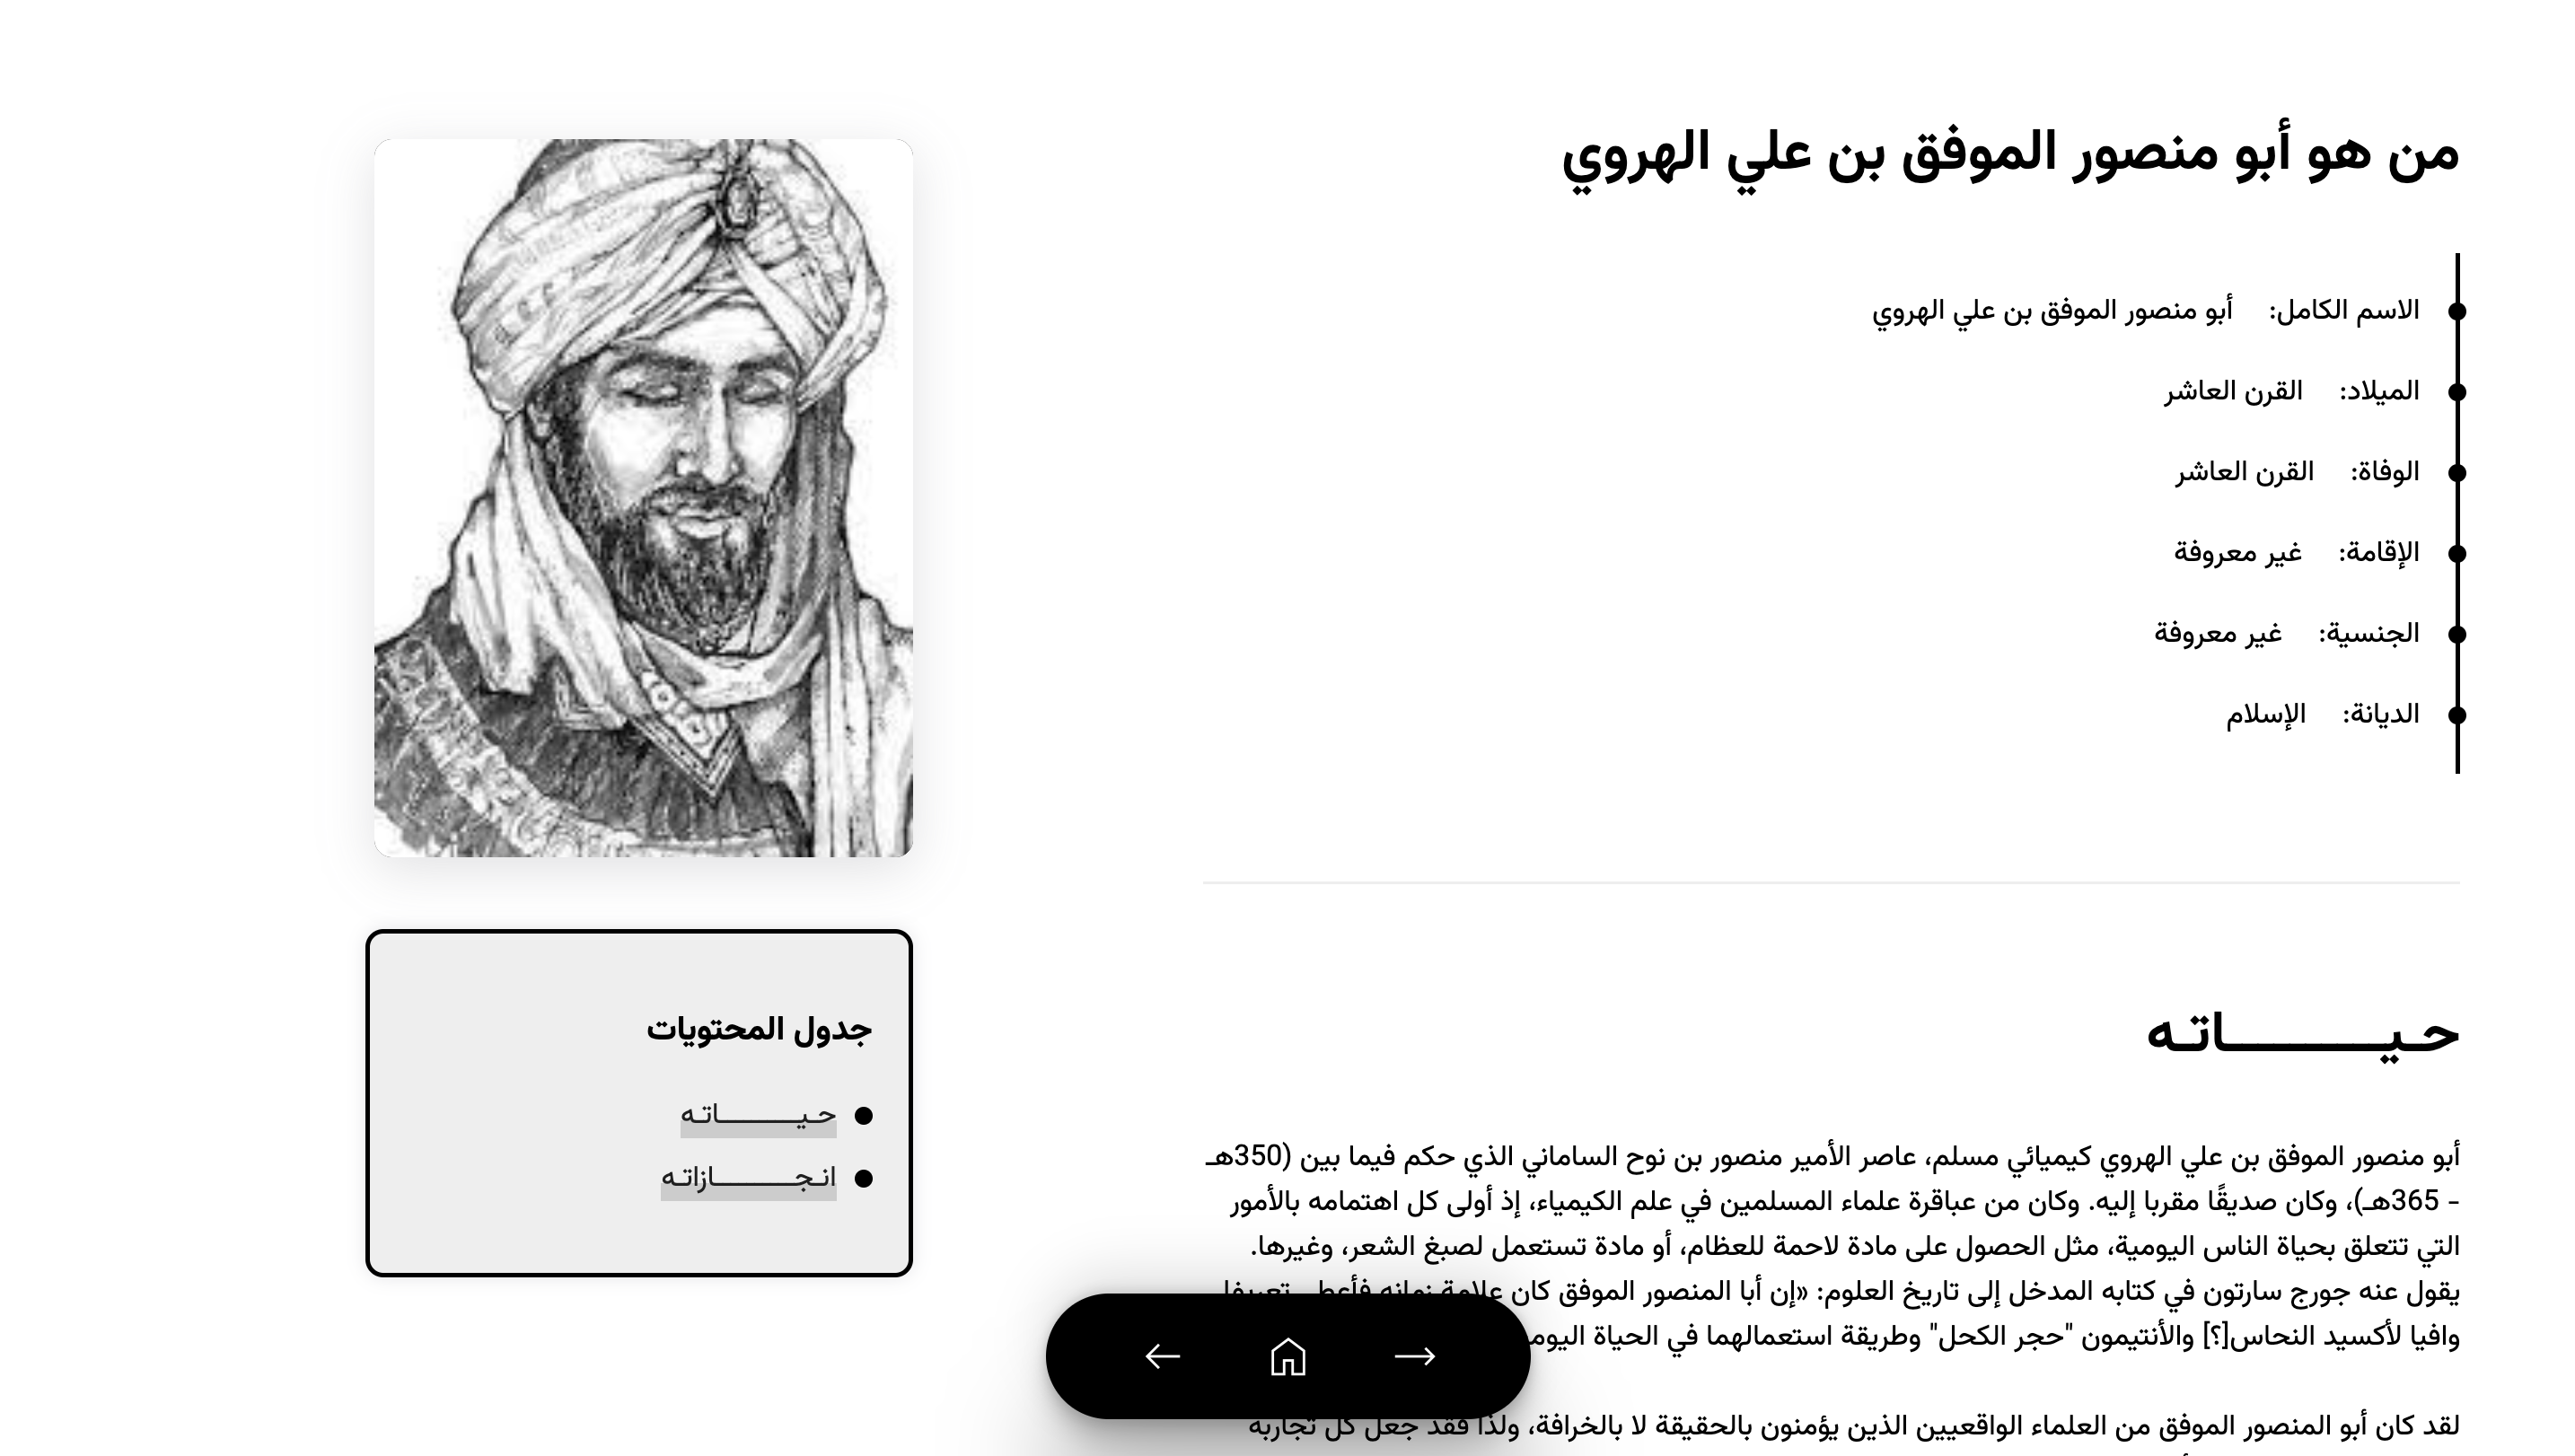 من هو أبو منصور الموفق بن علي الهروي
الاسم الكامل: أبو منصور الموفق بن علي الهروي
الميلاد: القرن العاشر
الوفاة: القرن العاشر
الإقامة: غير معروفة
الجنسية: غير معروفة
الديانة: الإسلام
حـيـــــــــاتـه
أبو منصور الموفق بن علي الهروي كيميائي مسلم، عاصر الأمير منصور بن نوح الساماني الذي حكم فيما بين (350هـ
- 365هـ)، وكان صديقًا مقربا إليه. وكان من عباقرة علماء المسلمين في علم الكيمياء، إذ أولى كل اهتمامه بالأمور
التي تتعلق بحياة الناس اليومية، مثل الحصول على مادة لاحمة للعظام، أو مادة تستعمل لصبغ الشعر، وغيرها.
يقول عنه جورج سارتون في كتابه المدخل إلى تاريخ العلوم: «إن أبا المنصور الموفق كان علامة زمانه فأعطى تعريفا
وافيا لأكسيد النحاس[؟] والأنتيمون "حجر الكحل" وطريقة استعمالهما في الحياة
لقد كان أبو المنصور الموفق من العلماء الواقعيين الذين يؤمنون بالحقيقة لا بالخرافة، ولذا فقد جعل كل تجاربه
جدول المحتويات
حـيـــــــــاتـه
انـجـــــــــازاتـه